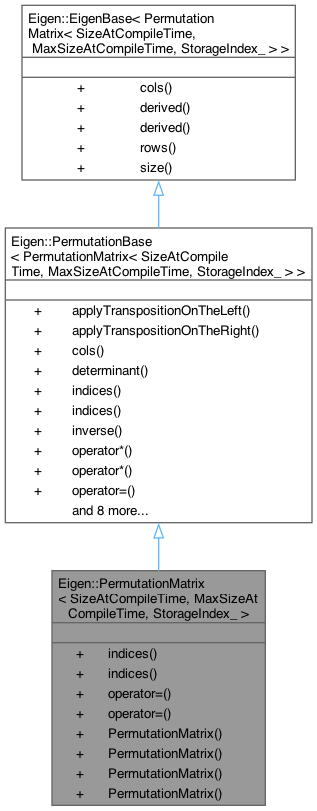 Eigen::EigenBase< Permutation
Matrix< SizeAtCompileTime,
MaxSizeAtCompileTime, StorageIndex_ > >
+ cols()
+ derived()
+ derived()
+ rows()
+ size()
Eigen::PermutationBase
< PermutationMatrix< SizeAtCompile
Time, MaxSizeAtCompileTime, StorageIndex_ > >
+ applyTranspositionOnTheLeft()
+ applyTranspositionOnTheRight()
+ cols()
+ determinant()
+ indices()
+ indices()
+ inverse()
+ operator*()
+ operator*()
+ operator=()
and 8 more...
Eigen::PermutationMatrix
< SizeAtCompileTime, MaxSizeAt
CompileTime, StorageIndex_ >
+ indices()
+ indices()
+ operator=()
+ operator=()
+ PermutationMatrix()
+ PermutationMatrix()
+ PermutationMatrix()
+ PermutationMatrix()